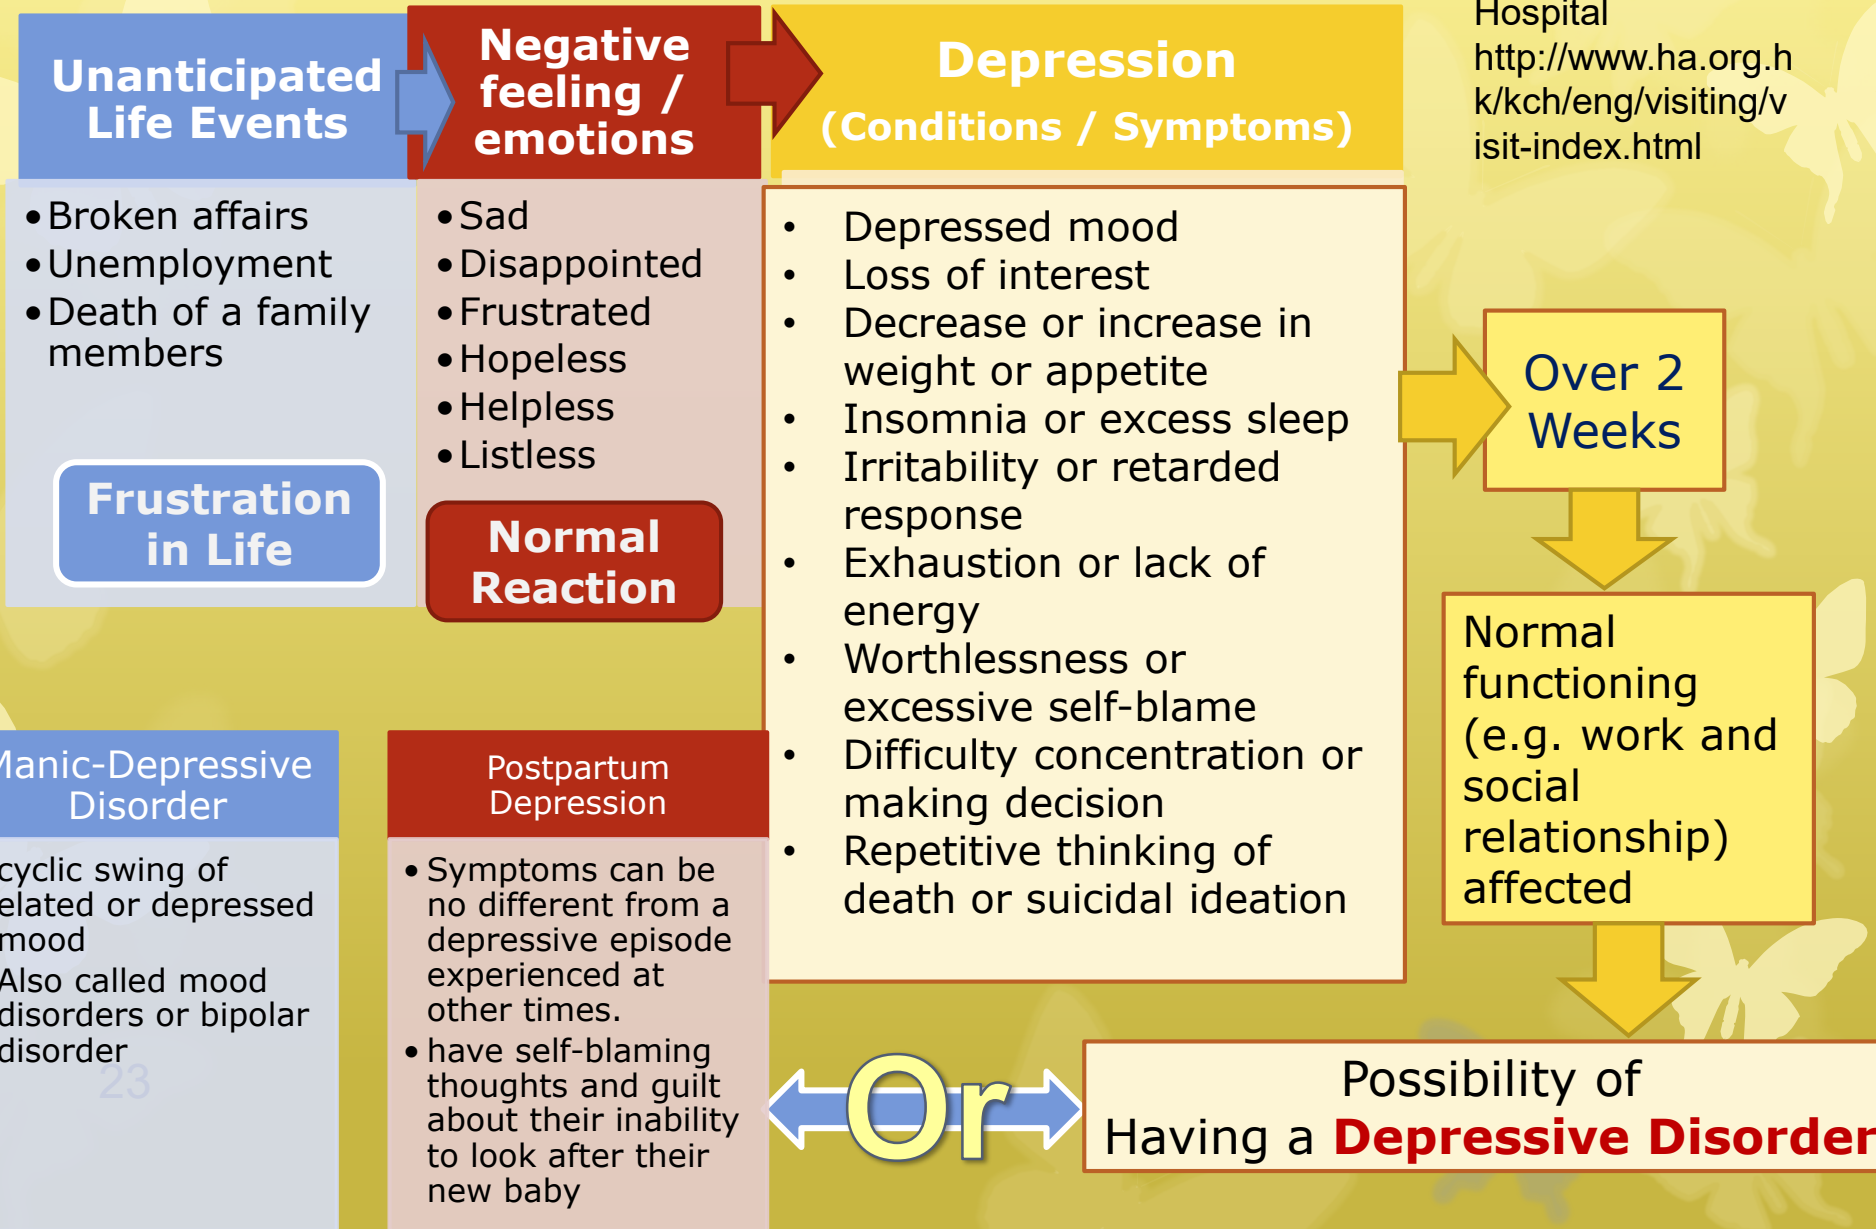 Unanticipated
Life Events
•Broken affairs
•Unemployment
•Death of a family
members
Frustration
in Life
Negative
feeling /
emotions
•Sad
•Disappointed
•Frustrated
•Hopeless
•Helpless
•Listless
Normal
Reaction
Depression
(Conditions / Symptoms)
• Depressed mood
• Loss of interest
• Decrease or increase in
weight or appetite
• Insomnia or excess sleep
• Irritability or retarded
response
• Exhaustion or lack of
energy
• Worthlessness or
excessive self-blame
• Difficulty concentration or
making decision
• Repetitive thinking of
death or suicidal ideation
Hospital
http://www.ha.org.h
k/kch/eng/visiting/v
isit-index.html
Over 2
Weeks
Normal
functioning
(e.g. work and
social
relationship)
affected
Possibility of
Having a Depressive Disorder
Or
Manic-Depressive
Disorder
cyclic swing of
elated or depressed
mood
Also called mood
disorders or bipolar
disorder
23
Postpartum
Depression
• Symptoms can be
no different from a
depressive episode
experienced at
other times.
• have self-blaming
thoughts and guilt
about their inability
to look after their
new baby